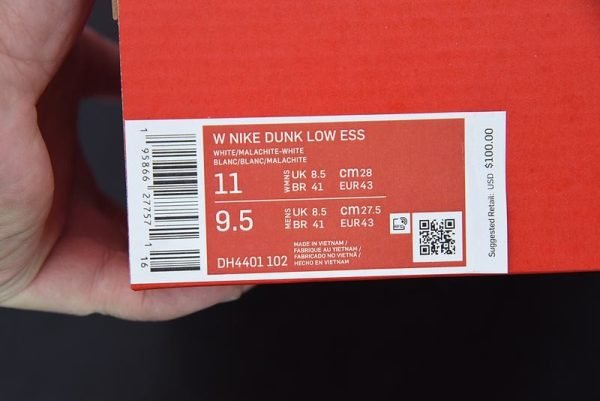 W NIKE DUNK LOW ESS
WHITE/MALACHITE-WHITE
BLANC/BLANC/MALACHITE
11 WMNS UK 8.5 cm 28
BR 41 EUR 43
9.5 MENS UK 8.5 cm 27.5
BR 41 EUR 43
DH4401 102
MADE IN VIETNAM /
FABRIQUE AU VIETNAM /
FABRICADO NO VIETNÃ /
HECHO EN VIETNAM
1 95866 27757 1 16
Suggested Retail: USD $100.00